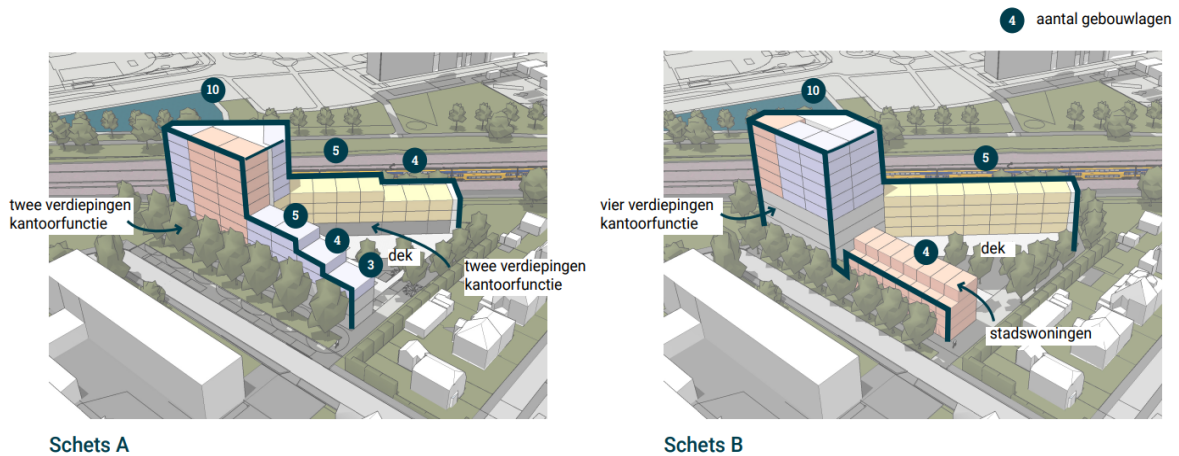 4 aantal gebouwlagen
10
5
4
twee verdiepingen
kantoorfunctie
5
4
3
dek
twee verdiepingen
kantoorfunctie
Schets A
10
5
vier verdiepingen
kantoorfunctie
4
dek
stadswoningen
Schets B